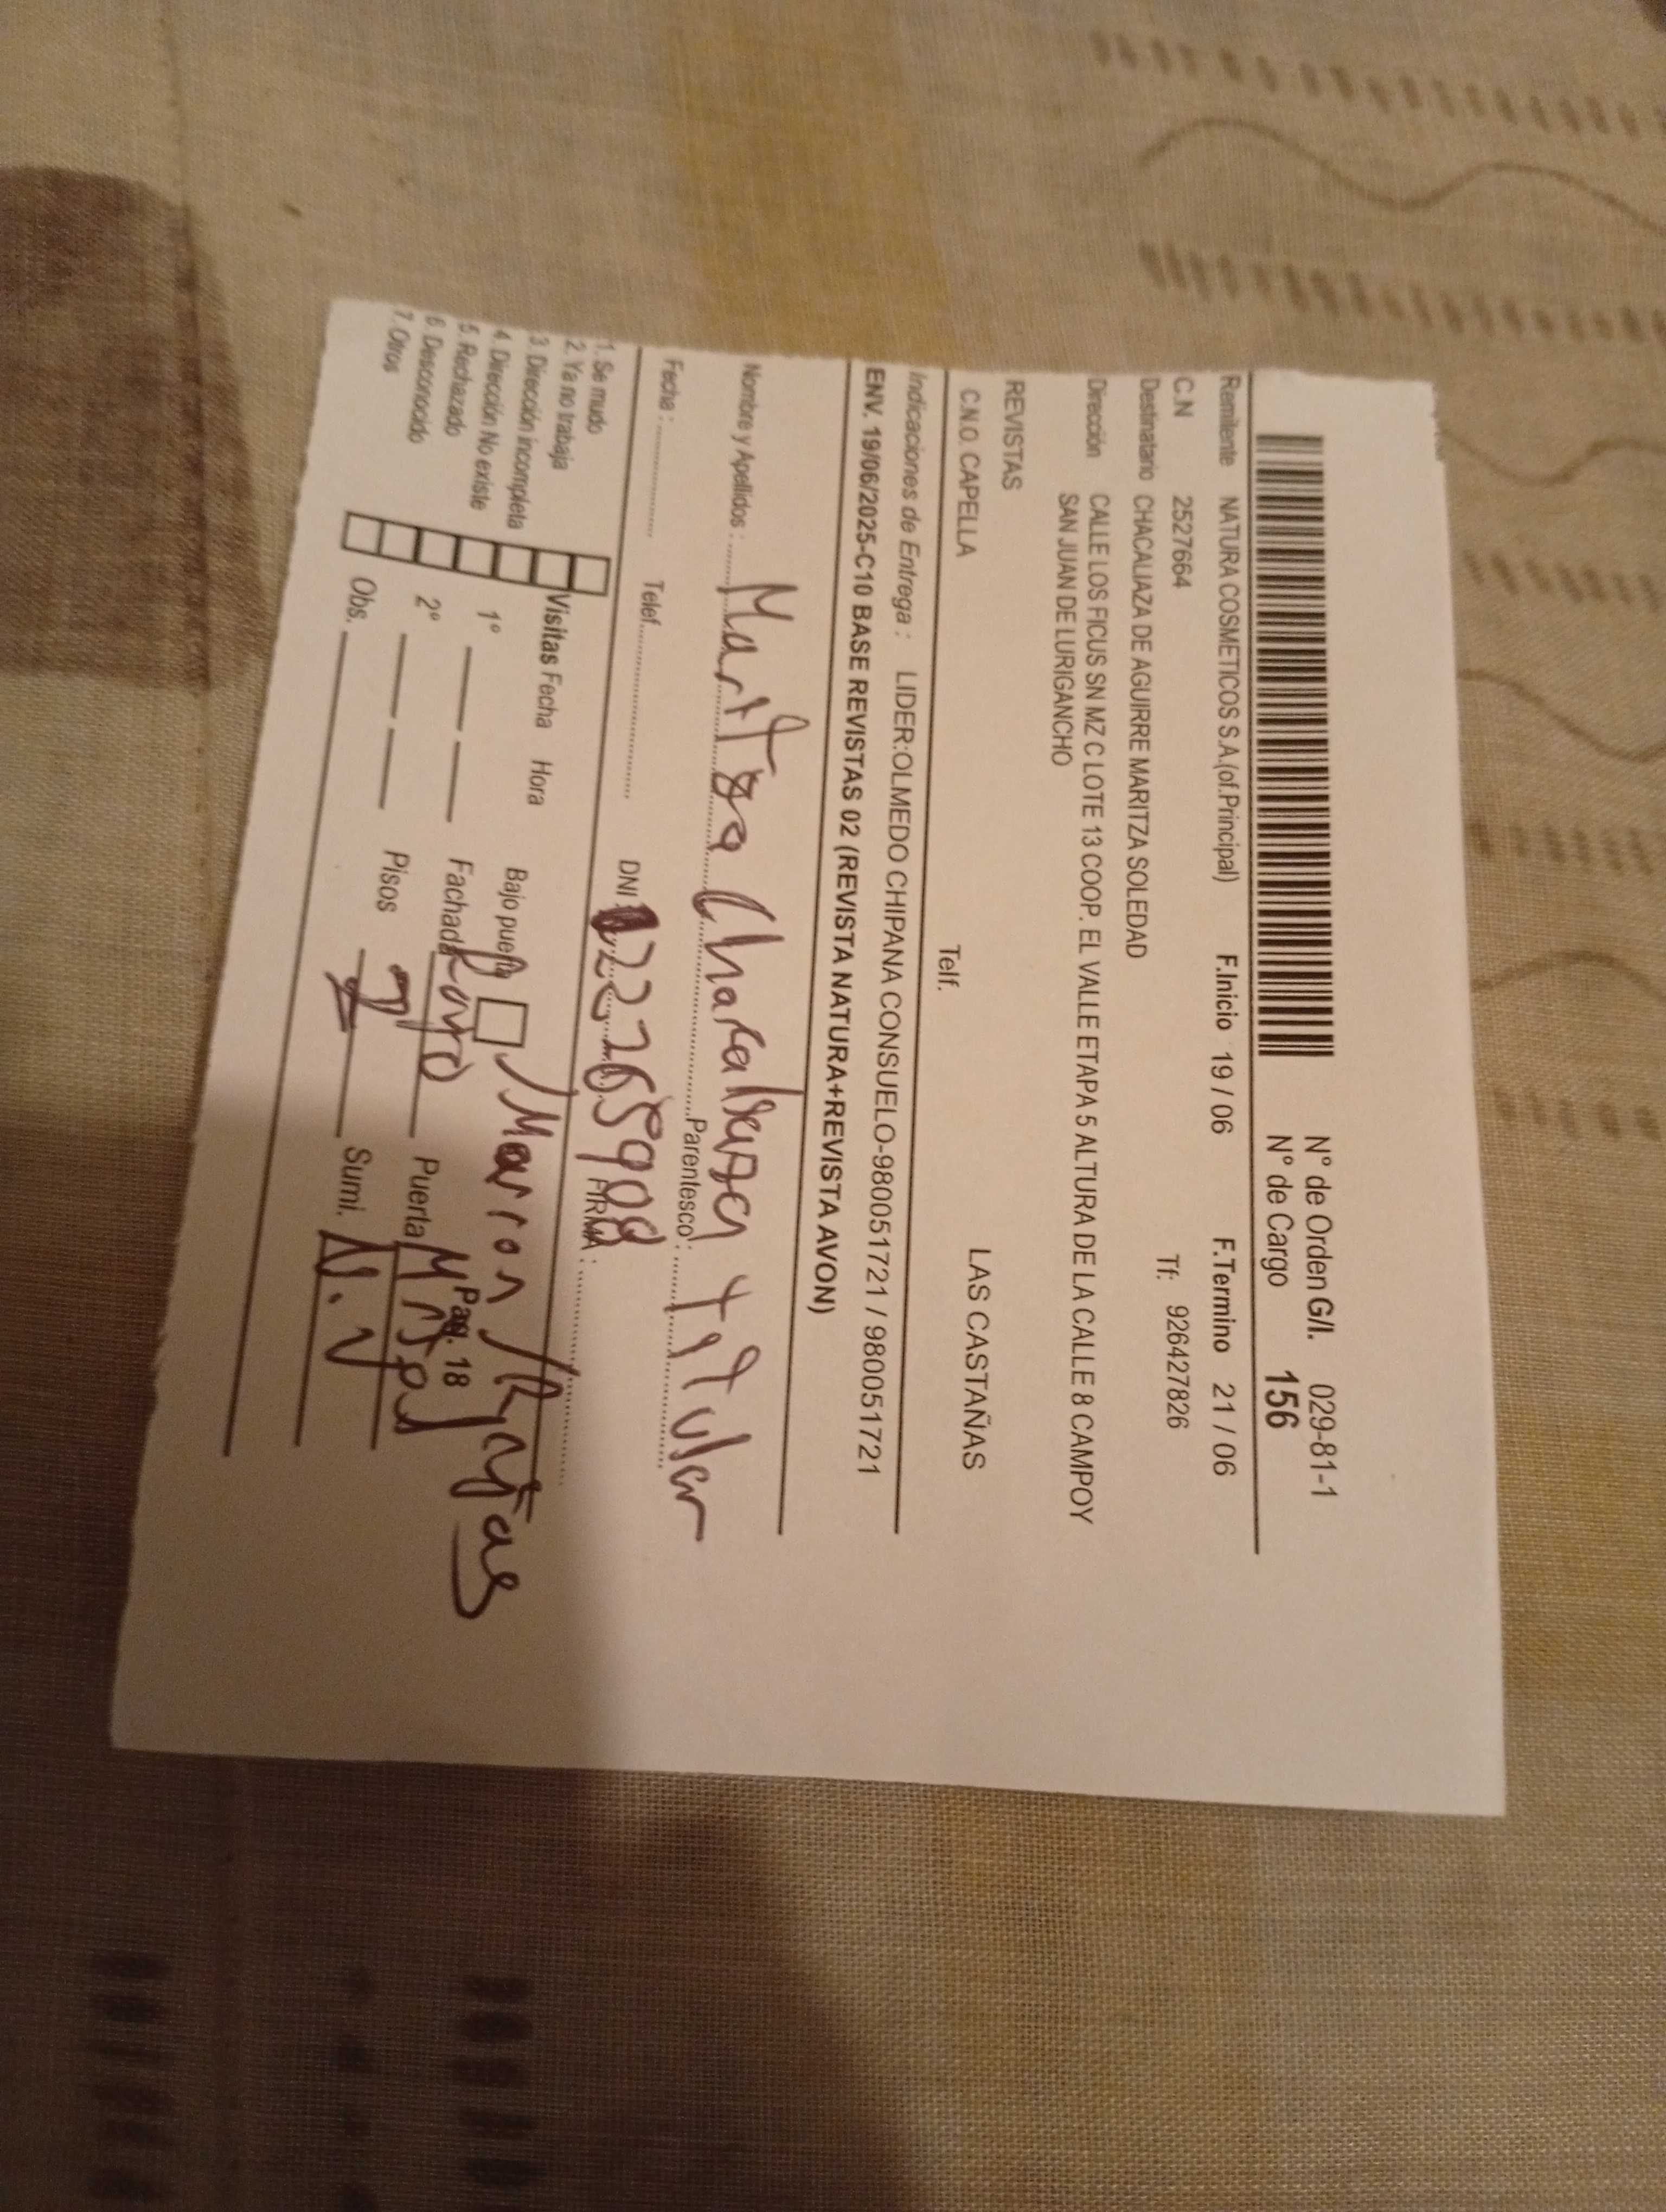 N° de Orden G/I. 029-81-1
N° de Cargo 156
Remitente NATURA COSMETICOS S.A.(of.Principal) F.Inicio 19 / 06 F.Termino 21 / 06
C.N 2527664 Tf: 926427826
Destinatario CHACALIAZA DE AGUIRRE MARITZA SOLEDAD
Dirección CALLE LOS FICUS SN MZ C LOTE 13 COOP. EL VALLE ETAPA 5 ALTURA DE LA CALLE 8 CAMPOY
SAN JUAN DE LURIGANCHO
REVISTAS
C.N.O. CAPELLA Telf. LAS CASTAÑAS
Indicaciones de Entrega : LIDER:OLMEDO CHIPANA CONSUELO-980051721 / 980051721
ENV. 19/06/2025-C10 BASE REVISTAS 02 (REVISTA NATURA+REVISTA AVON)
Nombre y Apellidos : Maritza Parentesco : titular
Fecha : Telef. DNI: FIRMA :
1. Se mudo
2. Ya no trabaja
3. Dirección incompleta
4. Dirección No existe
5. Rechazado
6. Desconocido
7. Otros
Visitas Fecha Hora Bajo puerta Marron / Rejas
1° Fachada Puerta Pag. 18
2° Pisos Sumi. N.V
Obs.